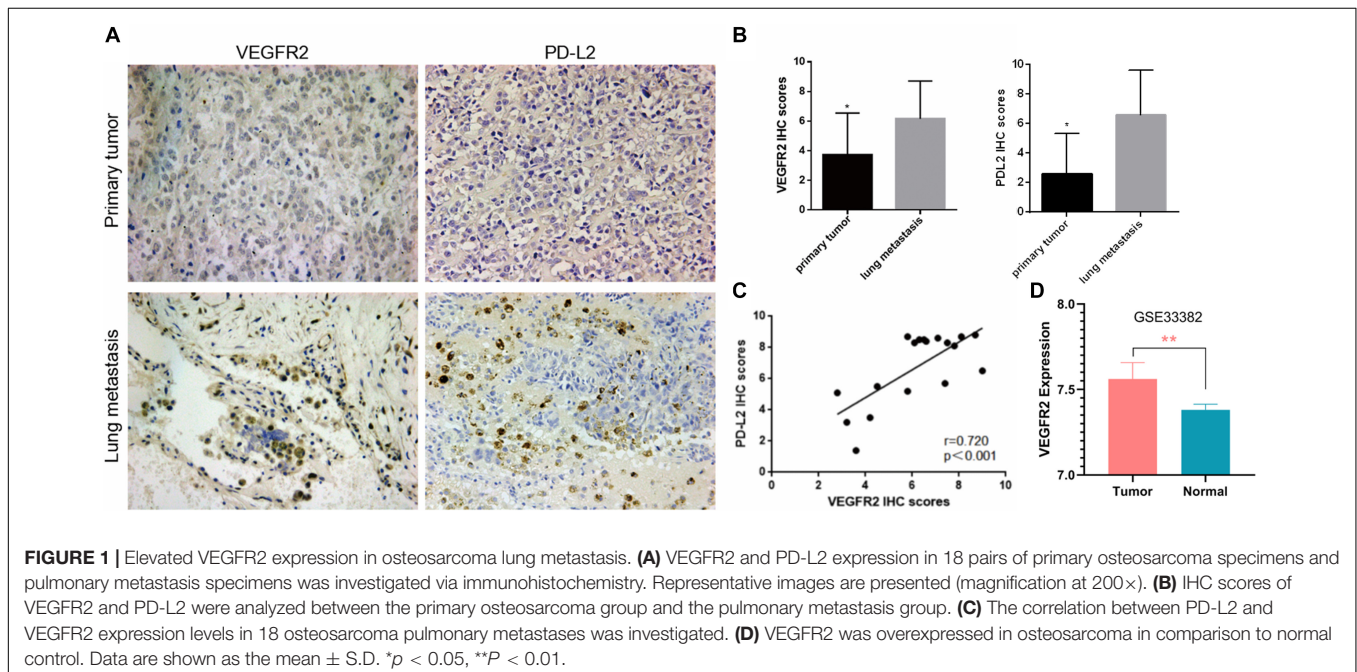 A
VEGFR2
PD-L2
Primary tumor
Lung metastasis
B
VEGFR2 IHC scores
10
8
6
4
2
0
*
primary tumor
lung metastasis
PDL2 IHC scores
10
8
6
4
2
0
*
primary tumor
lung metastasis
C
PD-L2 IHC scores
10
8
6
4
2
0
r=0.720
p<0.001
0 2 4 6 8 10
VEGFR2 IHC scores
D
GSE33382
**
VEGFR2 Expression
8.0
7.5
7.0
Tumor Normal
FIGURE 1 | Elevated VEGFR2 expression in osteosarcoma lung metastasis. (A) VEGFR2 and PD-L2 expression in 18 pairs of primary osteosarcoma specimens and
pulmonary metastasis specimens was investigated via immunohistochemistry. Representative images are presented (magnification at 200×). (B) IHC scores of
VEGFR2 and PD-L2 were analyzed between the primary osteosarcoma group and the pulmonary metastasis group. (C) The correlation between PD-L2 and
VEGFR2 expression levels in 18 osteosarcoma pulmonary metastases was investigated. (D) VEGFR2 was overexpressed in osteosarcoma in comparison to normal
control. Data are shown as the mean ± S.D. *p < 0.05, **P < 0.01.